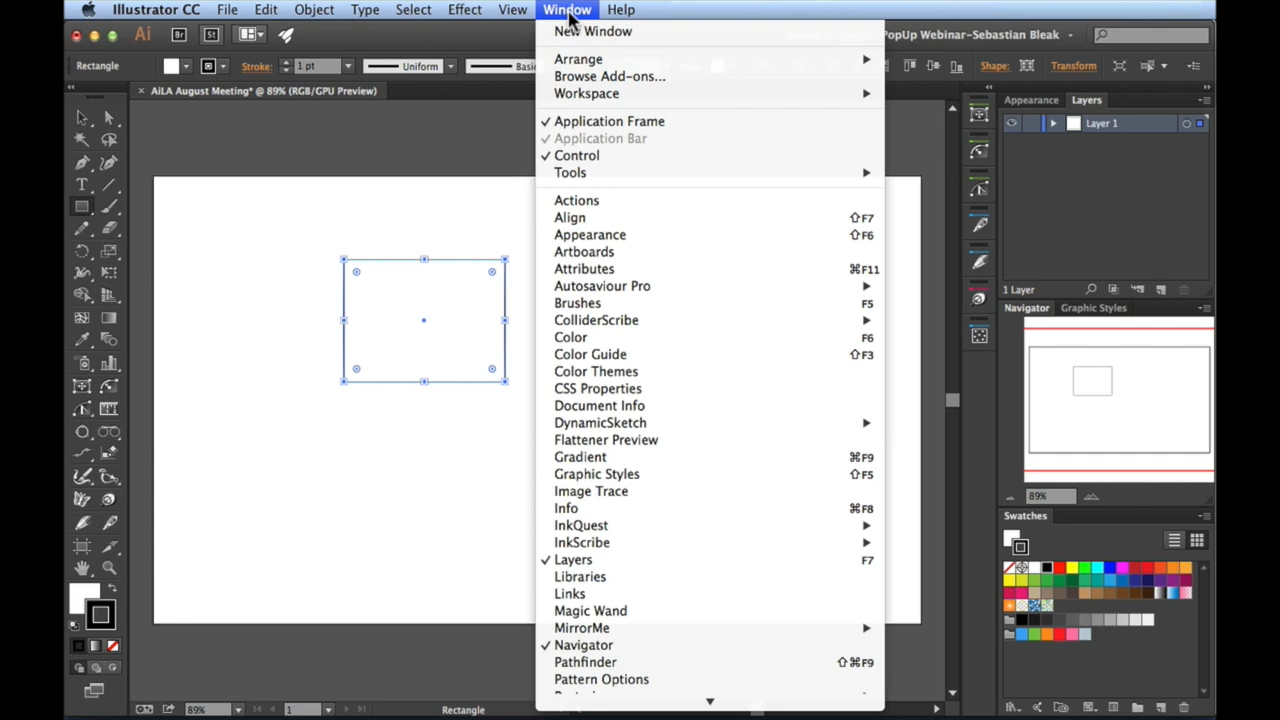 Illustrator CC File Edit Object Type Select Effect View Window Help
New Window
PopUp Webinar-Sebastian Bleak
Ai Br St
Rectangle Stroke: 1 pt Uniform Basic Shape: Transform
Arrange
Browse Add-ons...
Workspace
AiLA August Meeting* @ 89% (RGB/GPU Preview)
Appearance Layers
Layer 1
✓ Application Frame
✓ Application Bar
✓ Control
Tools
Actions
Align ⇧F7
Appearance ⇧F6
Artboards
Attributes ⌘F11
Autosaviour Pro
Brushes F5
ColliderScribe
Color F6
Color Guide ⇧F3
Color Themes
CSS Properties
Document Info
DynamicSketch
Flattener Preview
Gradient ⌘F9
Graphic Styles ⇧F5
Image Trace
Info ⌘F8
InkQuest
InkScribe
✓ Layers F7
Libraries
Links
Magic Wand
MirrorMe
✓ Navigator
Pathfinder ⇧⌘F9
Pattern Options
1 Layer
Navigator Graphic Styles
89%
Swatches
89% 1 Rectangle